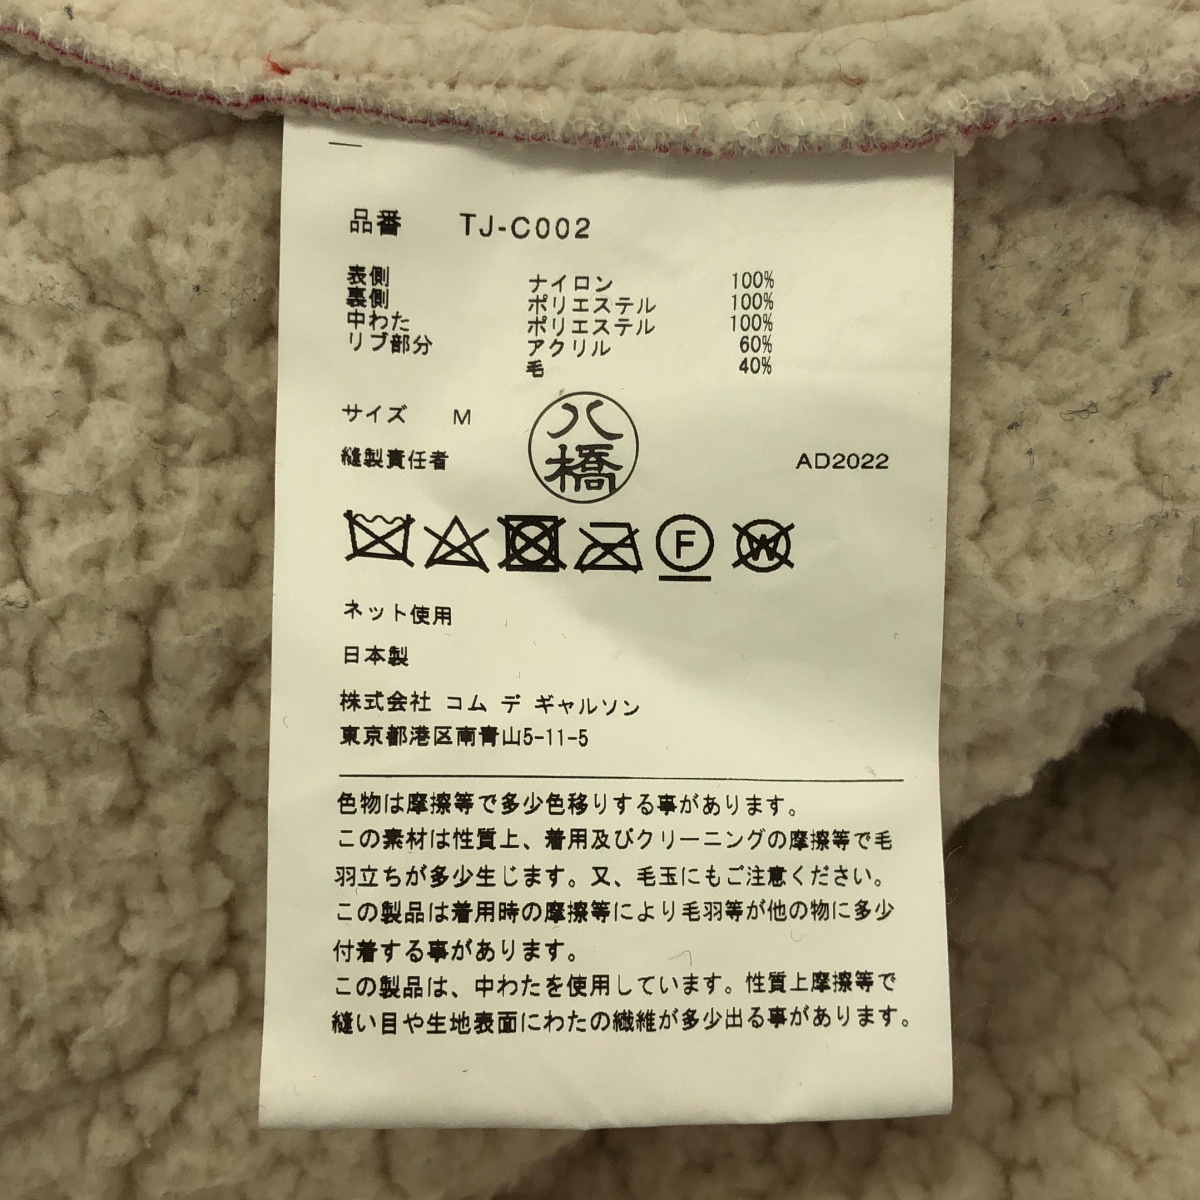 品番 TJ-C002
表側 ナイロン 100%
裏側 ポリエステル 100%
中わた ポリエステル 100%
リブ部分 アクリル 60%
毛 40%
サイズ M
縫製責任者 八橋 AD2022
F W
ネット使用
日本製
株式会社 コム デ ギャルソン
東京都港区南青山5-11-5
色物は摩擦等で多少色移りする事があります。
この素材は性質上、着用及びクリーニングの摩擦等で毛
羽立ちが多少生じます。又、毛玉にもご注意ください。
この製品は着用時の摩擦等により毛羽等が他の物に多少
付着する事があります。
この製品は、中わたを使用しています。性質上摩擦等で
縫い目や生地表面にわたの繊維が多少出る事があります。